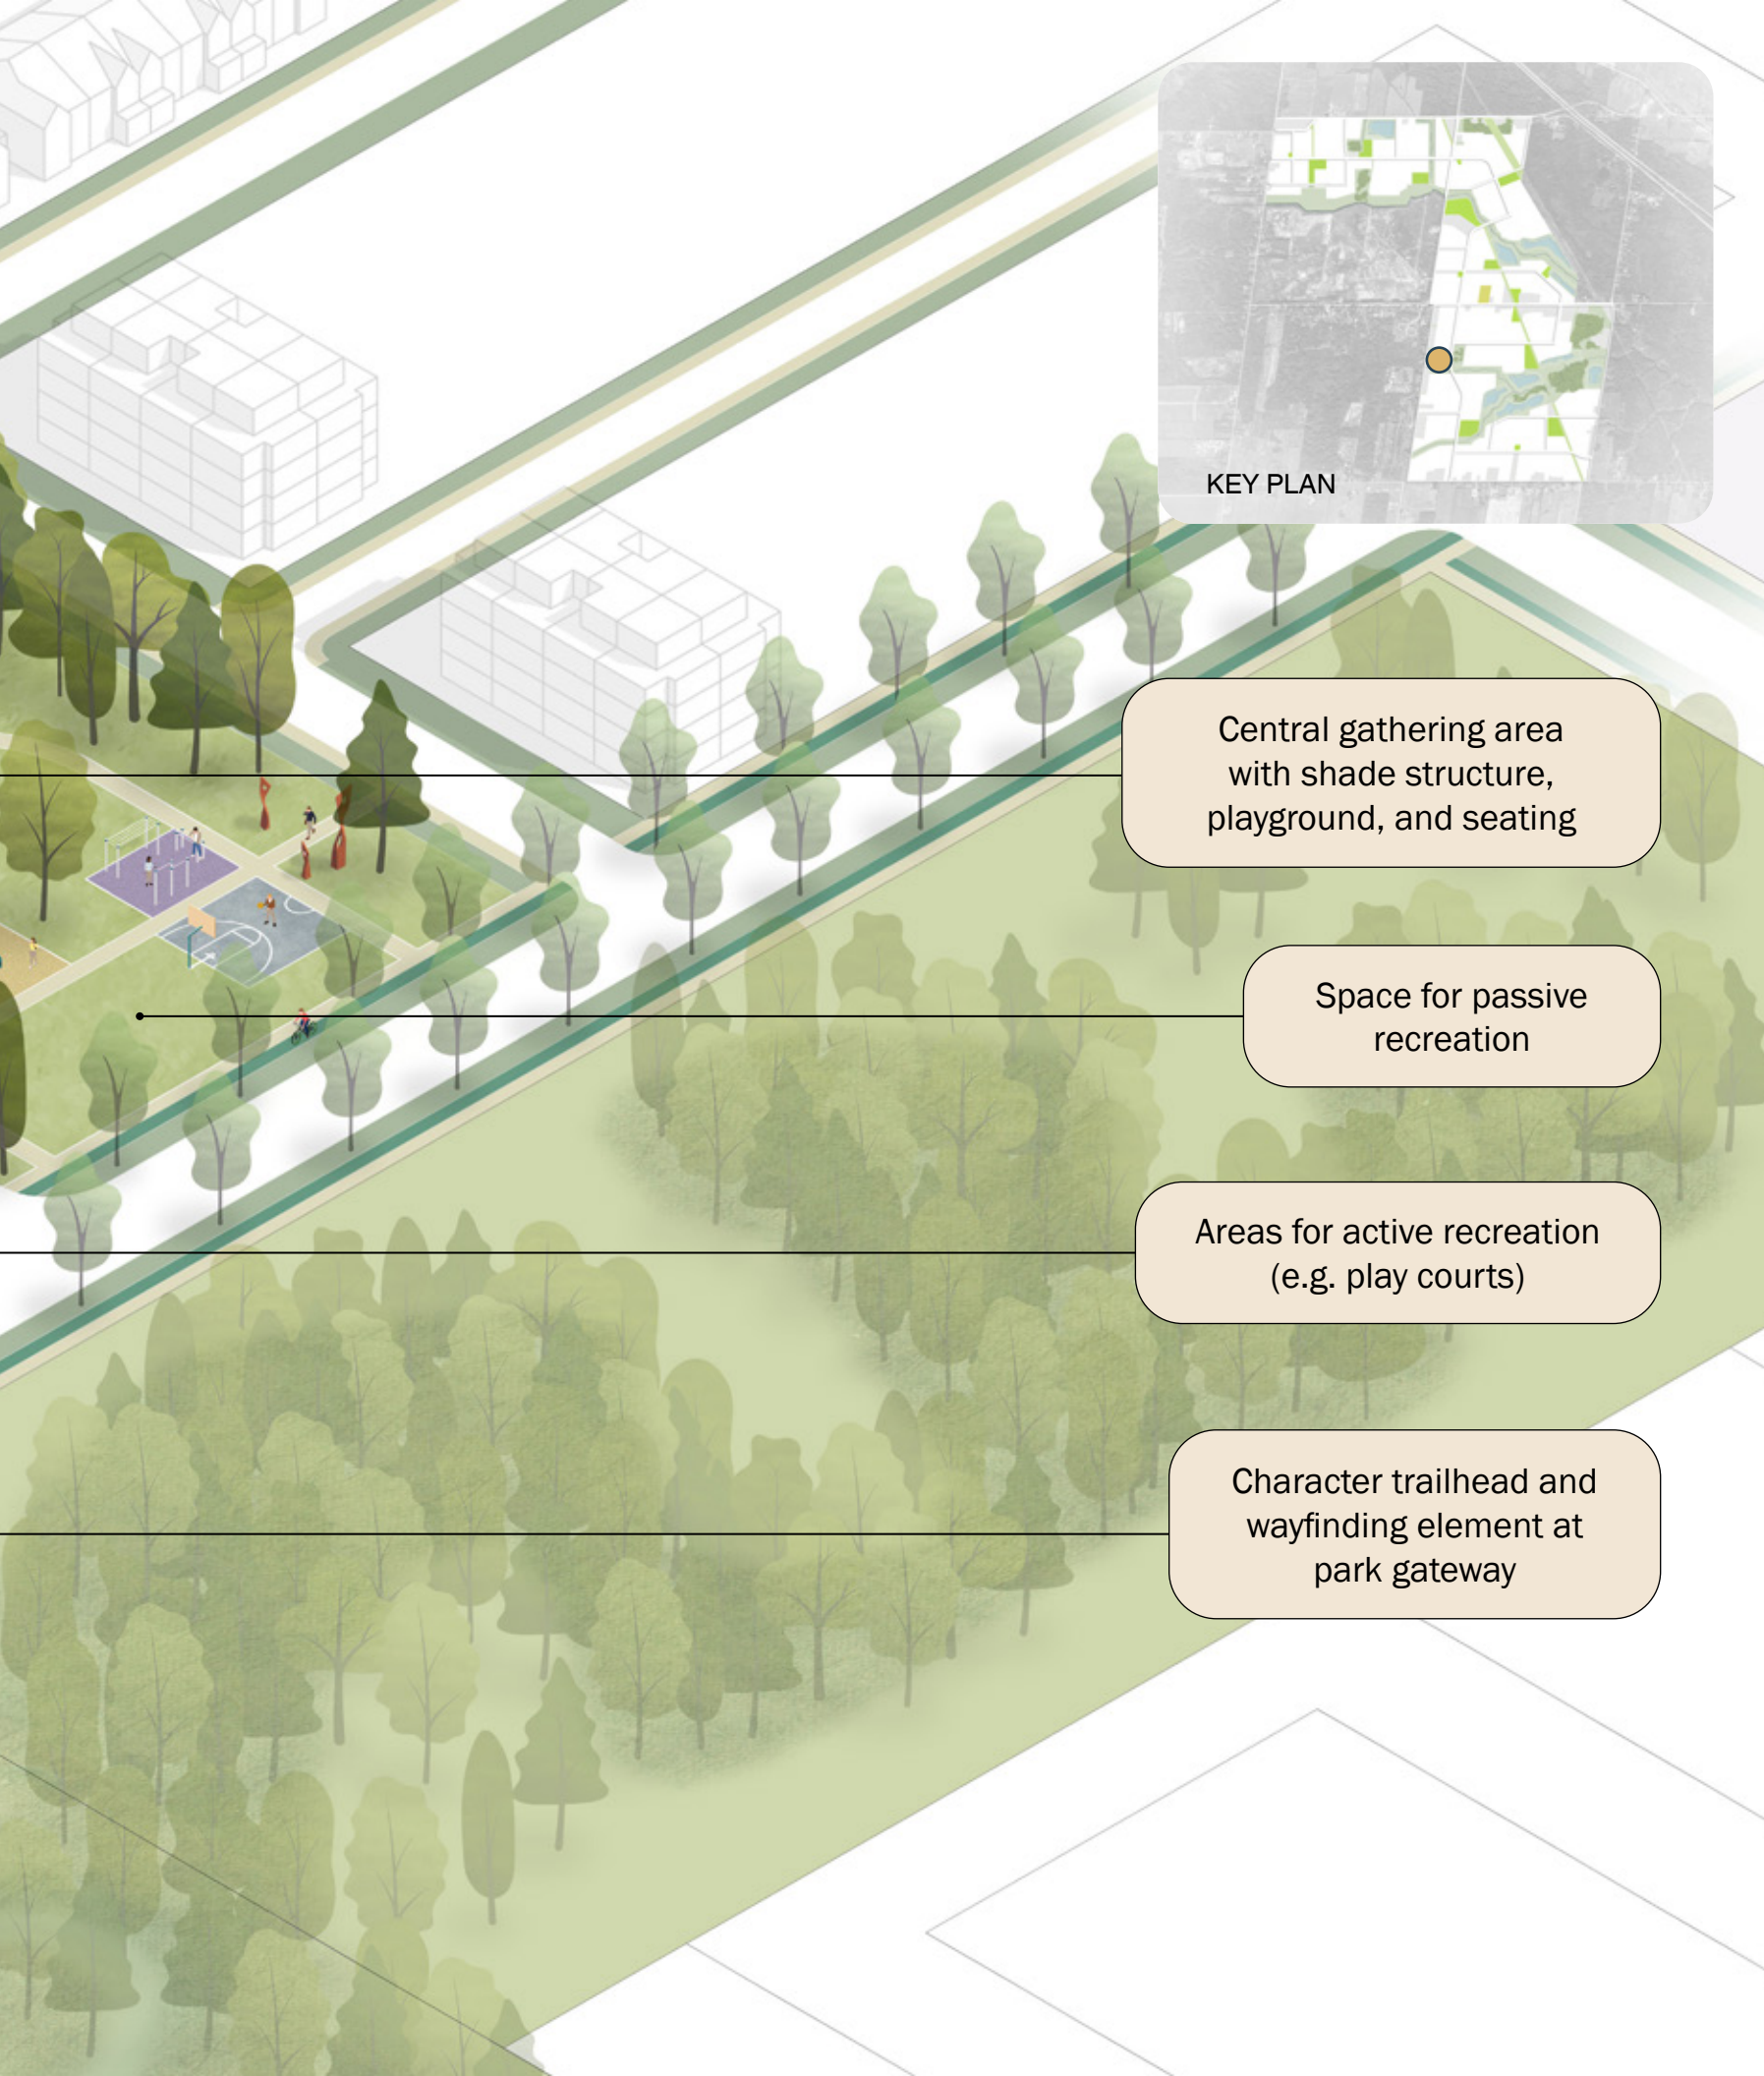 KEY PLAN
Central gathering area
with shade structure,
playground, and seating
Space for passive
recreation
Areas for active recreation
(e.g. play courts)
Character trailhead and
wayfinding element at
park gateway